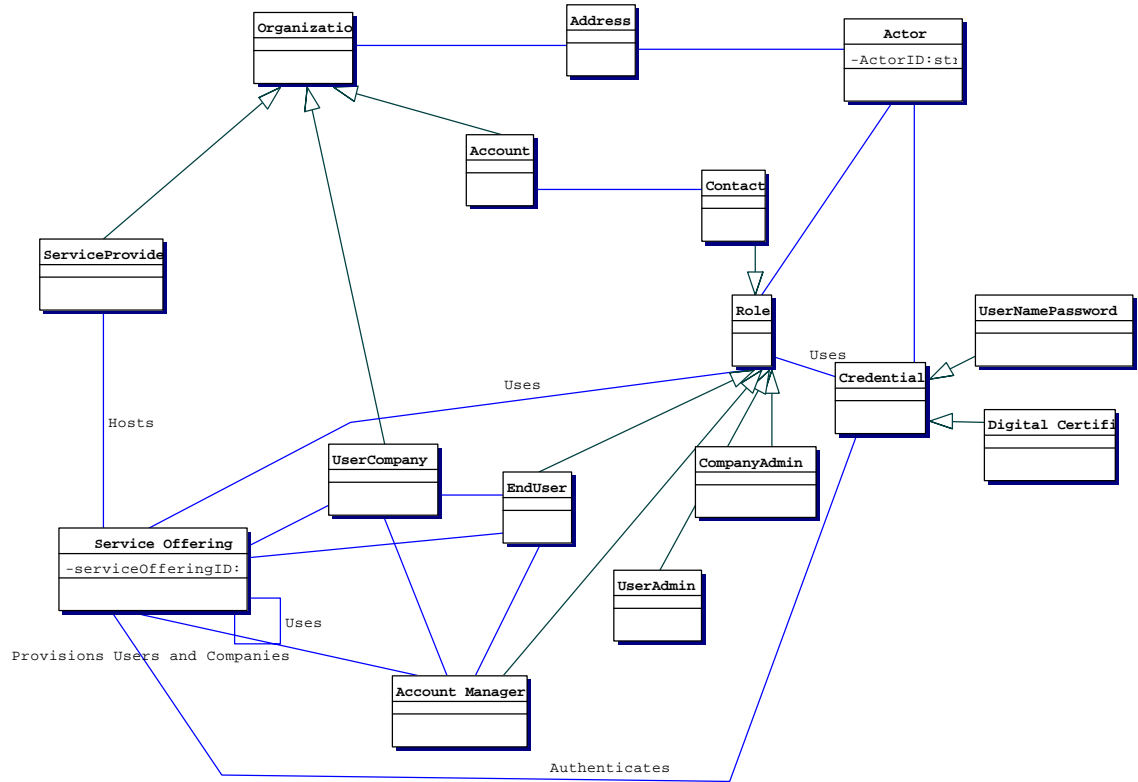 Organizatio
Address
Actor
-ActorID:str
Account
Contact
ServiceProvide
Role
UserNamePassword
Uses
Credential
Uses
Hosts
Digital Certifi
UserCompany
CompanyAdmin
EndUser
Service Offering
-serviceOfferingID:
UserAdmin
Uses
Provisions Users and Companies
Account Manager
Authenticates